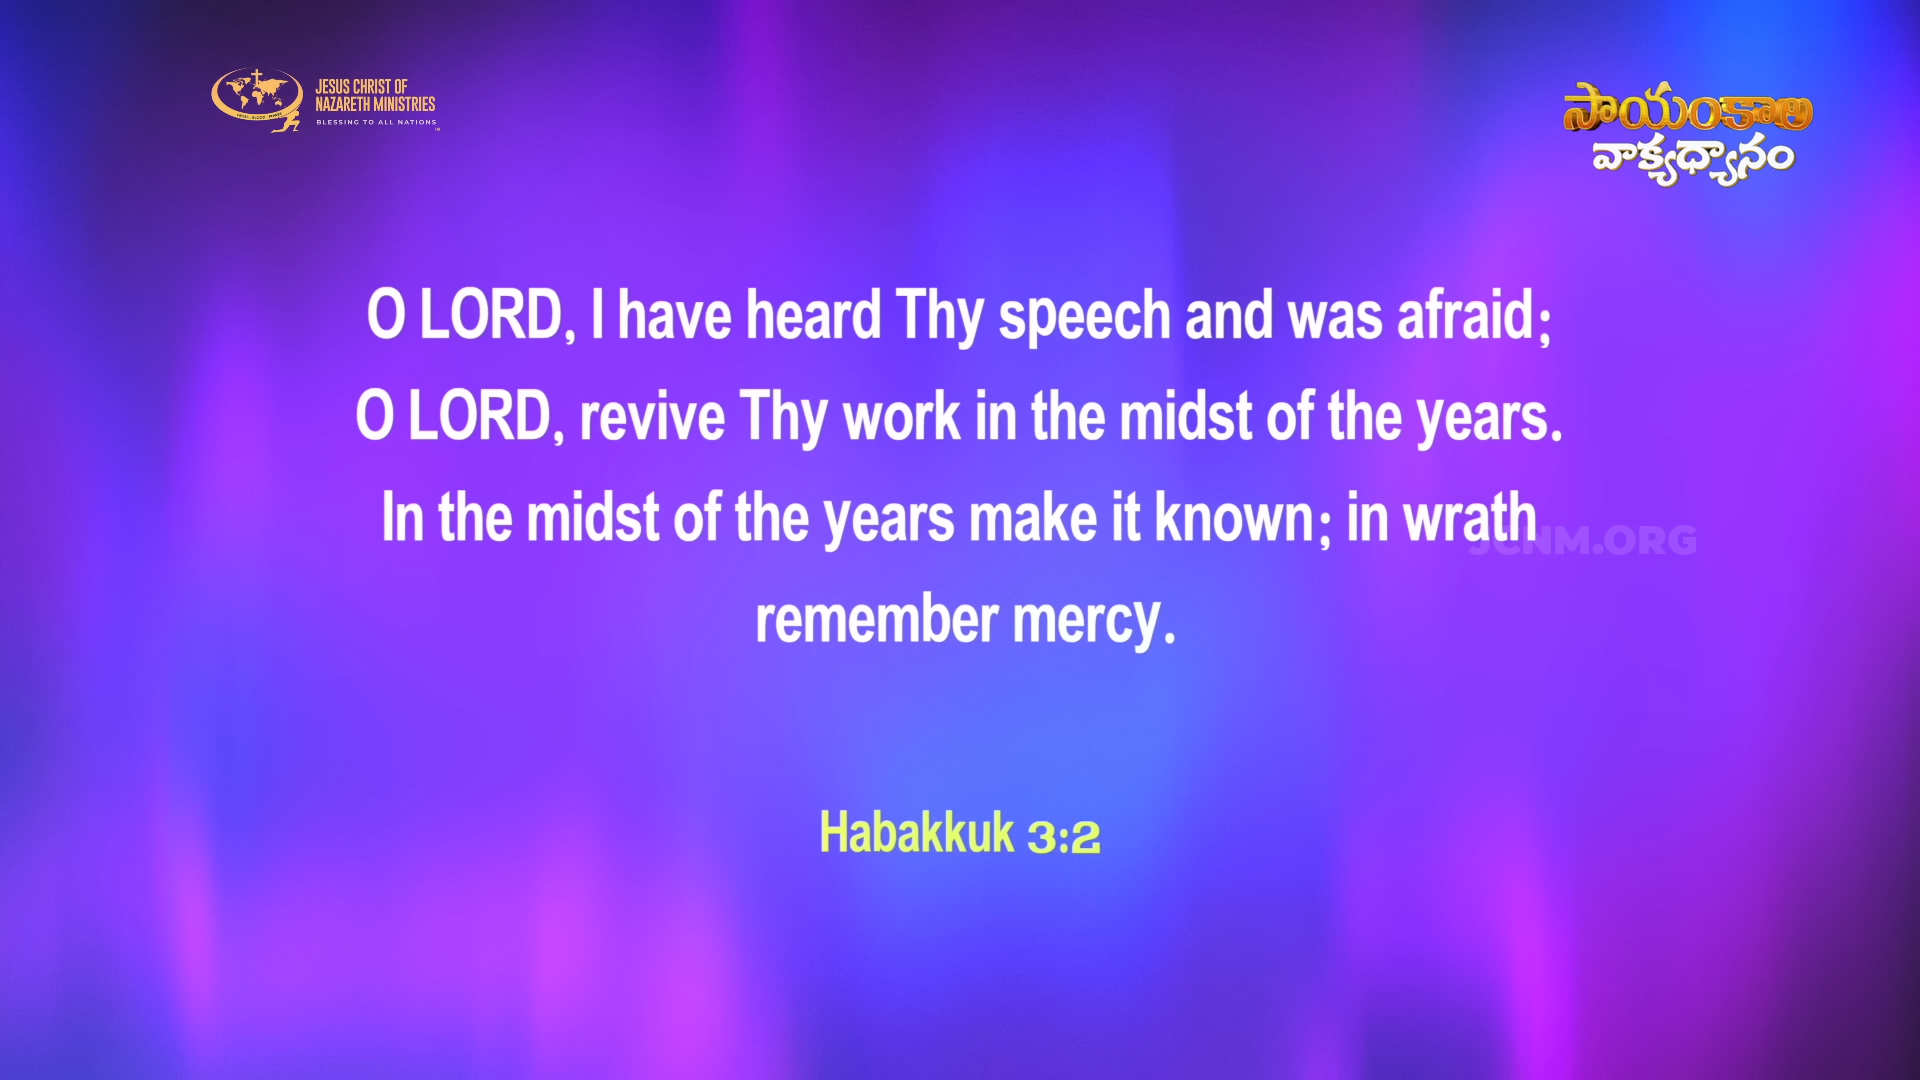 JESUS CHRIST OF
NAZARETH MINISTRIES
BLESSING TO ALL NATIONS
సాయంకాల
వాక్యధ్యానం
O LORD, I have heard Thy speech and was afraid;
O LORD, revive Thy work in the midst of the years.
In the midst of the years make it known; in wrath
remember mercy.
JCNM.ORG
Habakkuk 3:2